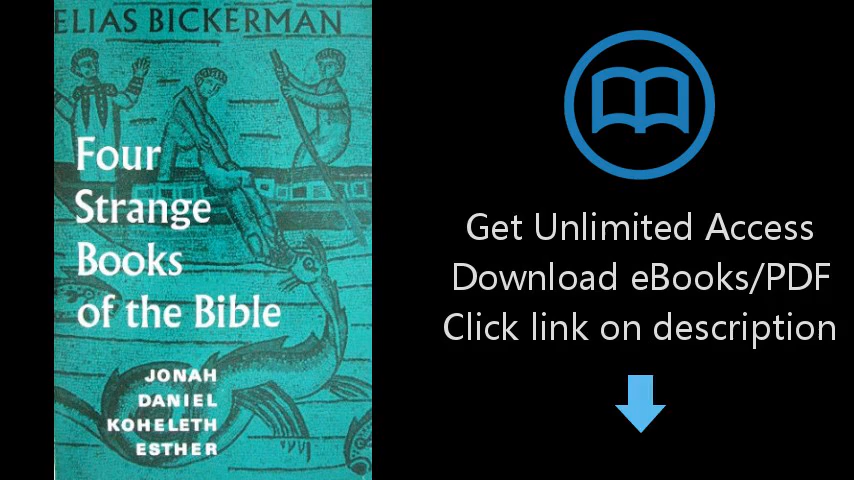 ELIAS BICKERMAN
Four
Strange
Books
of the Bible
JONAH
DANIEL
KOHELETH
ESTHER
Get Unlimited Access
Download eBooks/PDF
Click link on description